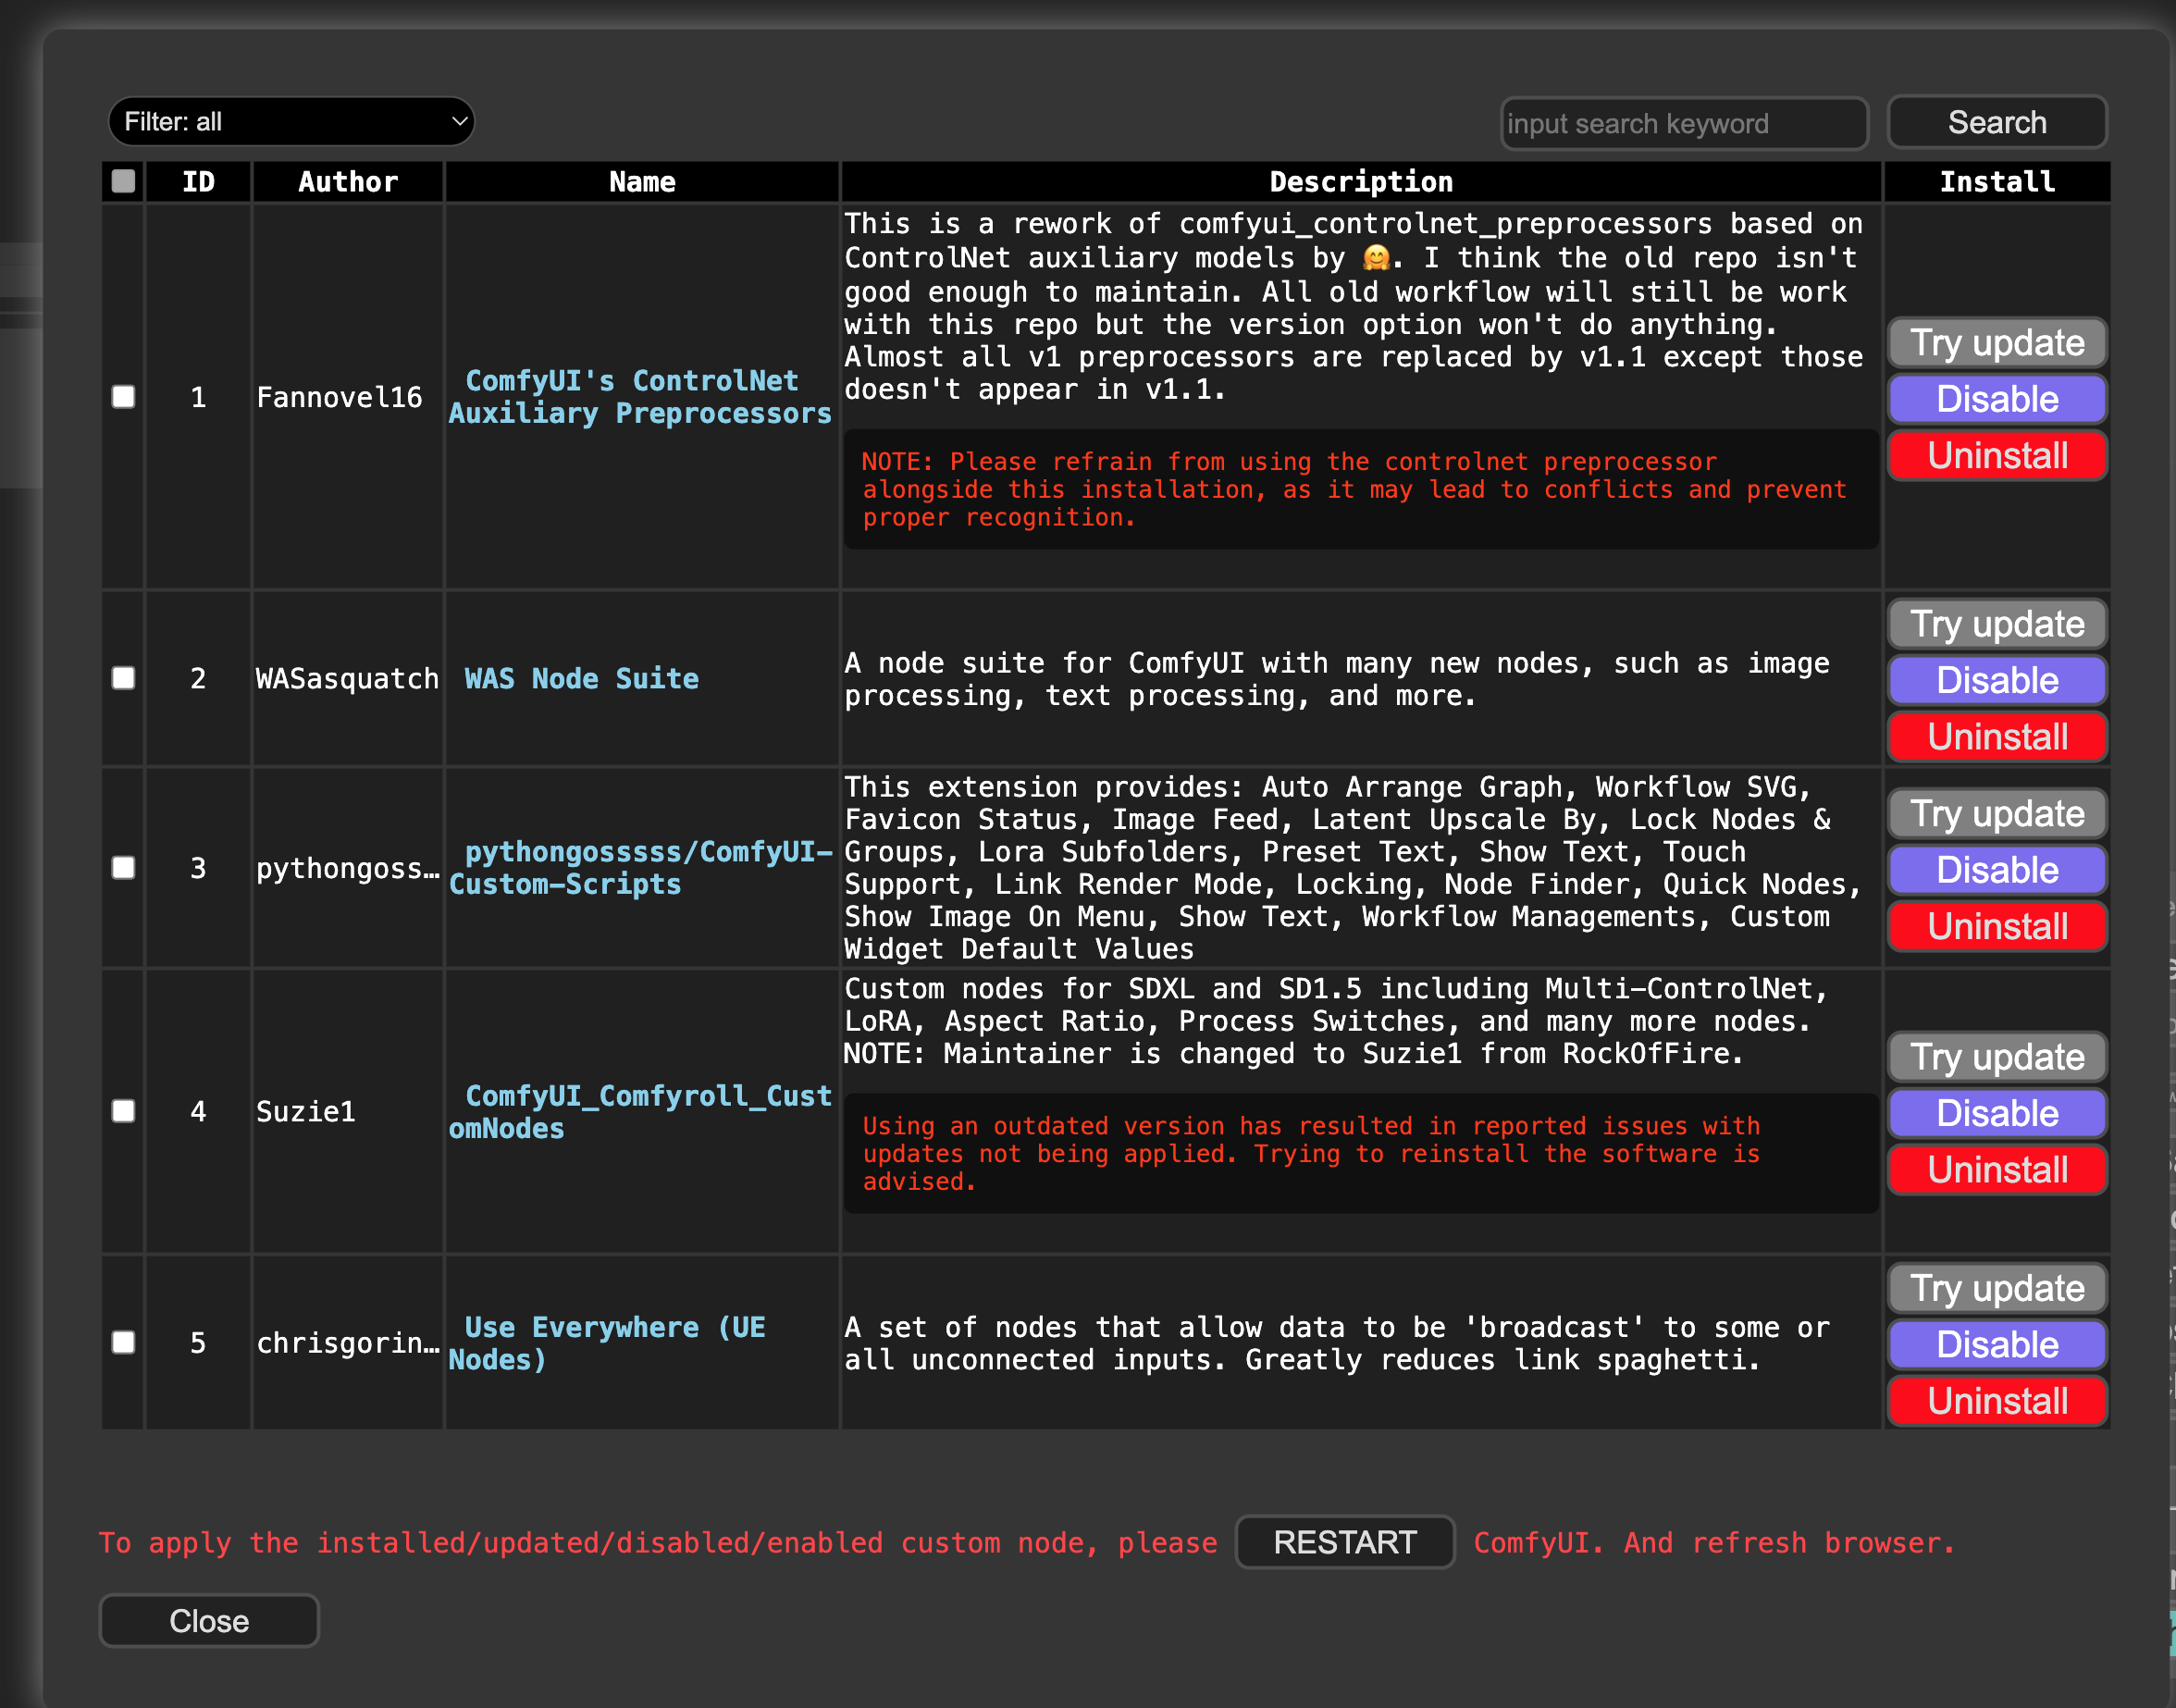 Filter: all
input search keyword
Search
ID Author Name Description Install
1 Fannovel16
ComfyUI's ControlNet
Auxiliary Preprocessors
This is a rework of comfyui_controlnet_preprocessors based on
ControlNet auxiliary models by 🤗. I think the old repo isn't
good enough to maintain. All old workflow will still be work
with this repo but the version option won't do anything.
Almost all v1 preprocessors are replaced by v1.1 except those
doesn't appear in v1.1.
NOTE: Please refrain from using the controlnet preprocessor
alongside this installation, as it may lead to conflicts and prevent
proper recognition.
Try update
Disable
Uninstall
2 WASasquatch
WAS Node Suite
A node suite for ComfyUI with many new nodes, such as image
processing, text processing, and more.
Try update
Disable
Uninstall
3 pythongoss…
pythongosssss/ComfyUI-
Custom-Scripts
This extension provides: Auto Arrange Graph, Workflow SVG,
Favicon Status, Image Feed, Latent Upscale By, Lock Nodes &
Groups, Lora Subfolders, Preset Text, Show Text, Touch
Support, Link Render Mode, Locking, Node Finder, Quick Nodes,
Show Image On Menu, Show Text, Workflow Managements, Custom
Widget Default Values
Try update
Disable
Uninstall
4 Suzie1
ComfyUI_Comfyroll_Cust
omNodes
Custom nodes for SDXL and SD1.5 including Multi-ControlNet,
LoRA, Aspect Ratio, Process Switches, and many more nodes.
NOTE: Maintainer is changed to Suzie1 from RockOfFire.
Using an outdated version has resulted in reported issues with
updates not being applied. Trying to reinstall the software is
advised.
Try update
Disable
Uninstall
5 chrisgorin…
Use Everywhere (UE
Nodes)
A set of nodes that allow data to be 'broadcast' to some or
all unconnected inputs. Greatly reduces link spaghetti.
Try update
Disable
Uninstall
To apply the installed/updated/disabled/enabled custom node, please RESTART ComfyUI. And refresh browser.
Close